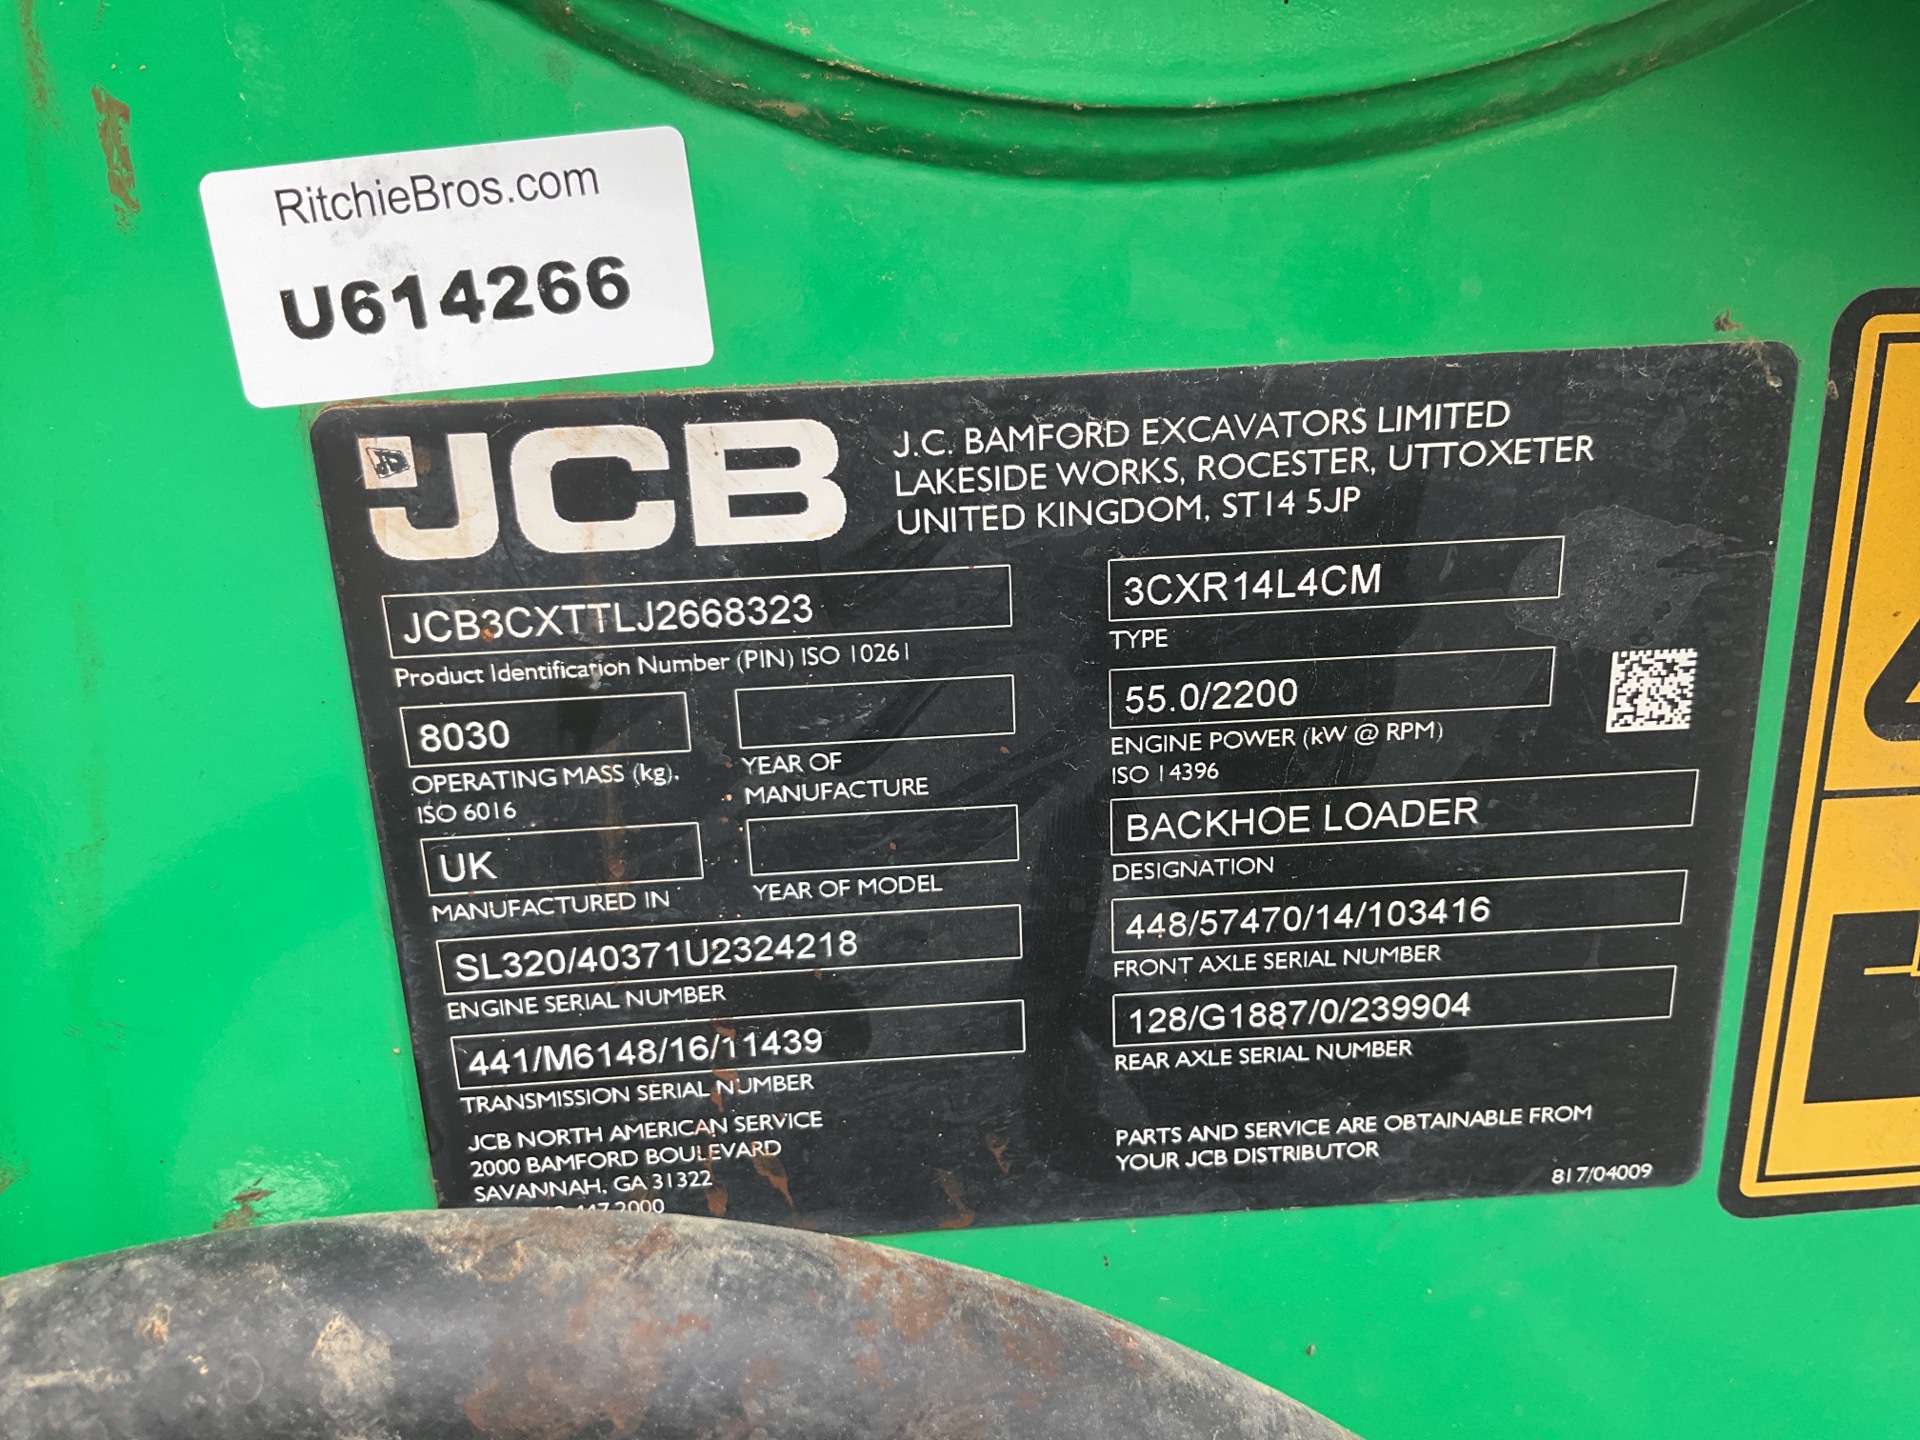 RitchieBros.com
U614266
JCB
J.C. BAMFORD EXCAVATORS LIMITED
LAKESIDE WORKS, ROCESTER, UTTOXETER
UNITED KINGDOM, ST14 5JP
JCB3CXTTLJ2668323
Product Identification Number (PIN) ISO 10261
8030
OPERATING MASS (kg),
ISO 6016
YEAR OF
MANUFACTURE
UK
MANUFACTURED IN
YEAR OF MODEL
SL320/40371U2324218
ENGINE SERIAL NUMBER
441/M6148/16/11439
TRANSMISSION SERIAL NUMBER
JCB NORTH AMERICAN SERVICE
2000 BAMFORD BOULEVARD
SAVANNAH, GA 31322
3CXR14L4CM
TYPE
55.0/2200
ENGINE POWER (kW @ RPM)
ISO 14396
BACKHOE LOADER
DESIGNATION
448/57470/14/103416
FRONT AXLE SERIAL NUMBER
128/G1887/0/239904
REAR AXLE SERIAL NUMBER
PARTS AND SERVICE ARE OBTAINABLE FROM
YOUR JCB DISTRIBUTOR
817/04009